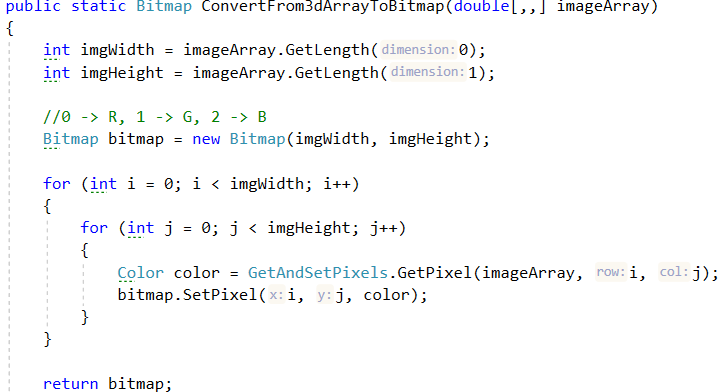 public static Bitmap ConvertFrom3dArrayToBitmap(double[,,] imageArray)
{
    int imgWidth = imageArray.GetLength(dimension: 0);
    int imgHeight = imageArray.GetLength(dimension: 1);
    //0 -> R, 1 -> G, 2 -> B
    Bitmap bitmap = new Bitmap(imgWidth, imgHeight);
    for (int i = 0; i < imgWidth; i++)
    {
        for (int j = 0; j < imgHeight; j++)
        {
            Color color = GetAndSetPixels.GetPixel(imageArray, row: i, col: j);
            bitmap.SetPixel(x: i, y: j, color);
        }
    }
    return bitmap;